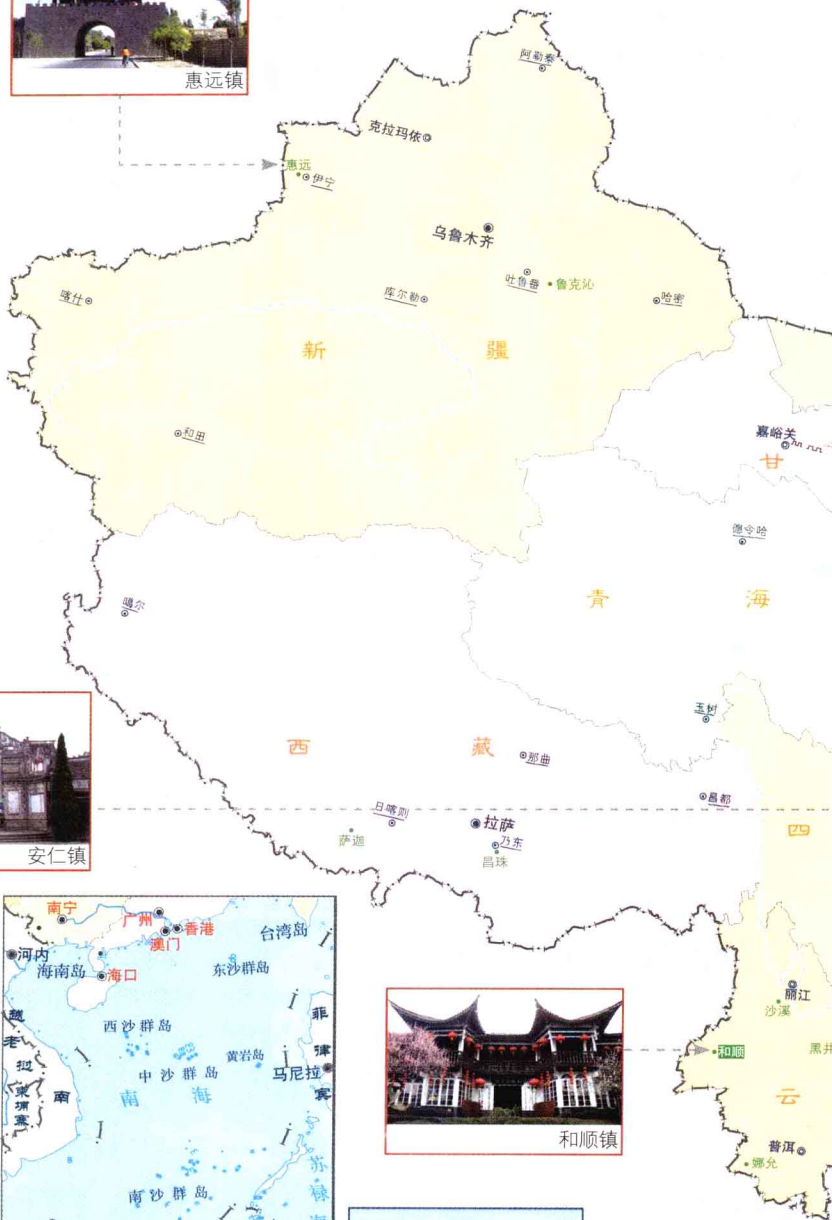 惠远镇
阿勒泰
克拉玛依
惠远
伊宁
乌鲁木齐
吐鲁番
鲁克沁
喀什
库尔勒
哈密
新 疆
和田
嘉峪关
甘
德令哈
噶尔
青 海
玉树
西 藏
那曲
昌都
日喀则
拉萨
萨迦
乃东
昌珠
四
安仁镇
南宁
广州
香港
澳门
台湾岛
河内
海南岛
海口
东沙群岛
西沙群岛
黄岩岛
中沙群岛
马尼拉
菲律宾
越南
老挝
柬埔寨
南 海
南沙群岛
苏禄海
丽江
沙溪
和顺
黑井
云
和顺镇
普洱
娜允